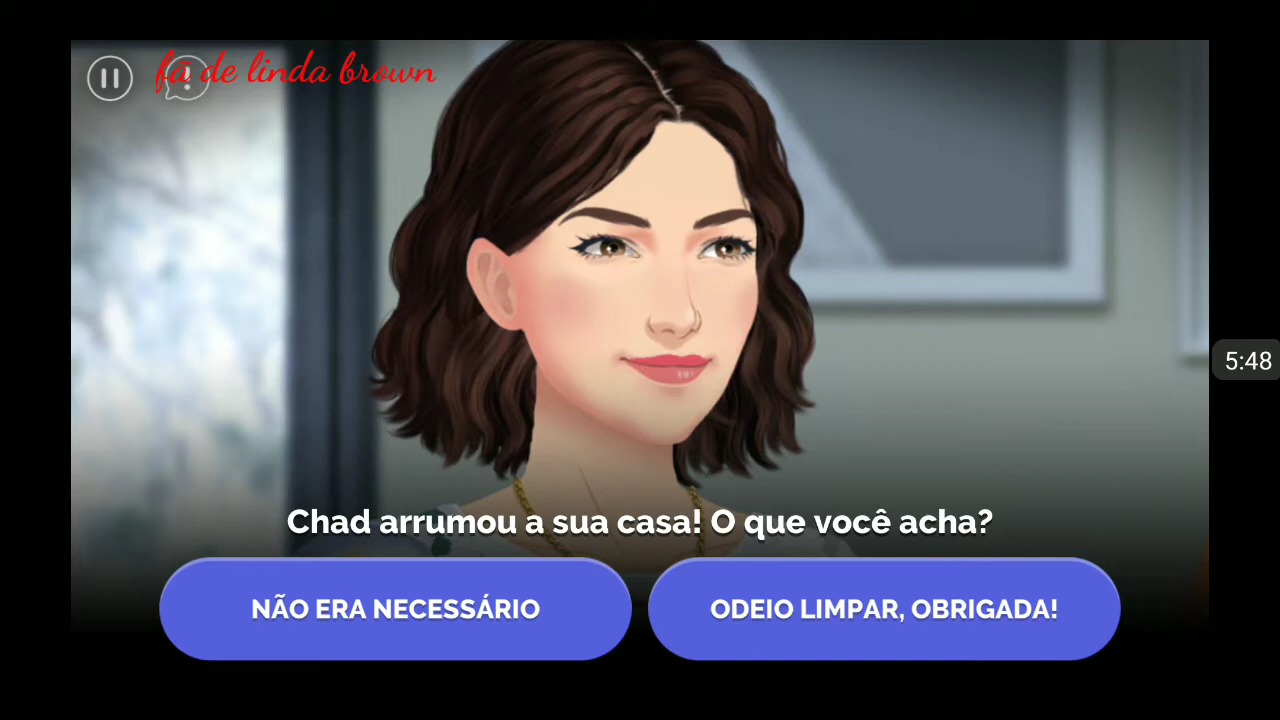 fã de linda brown
5:48
Chad arrumou a sua casa! O que você acha?
NÃO ERA NECESSÁRIO
ODEIO LIMPAR, OBRIGADA!